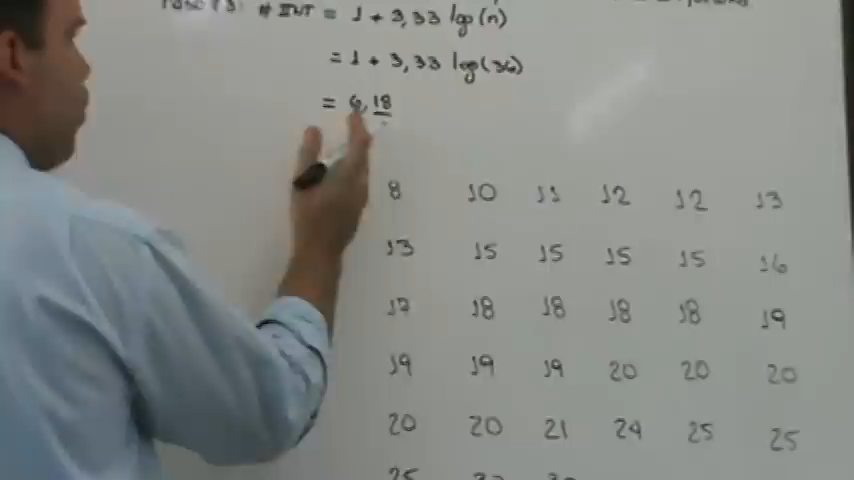 # INT = 1 + 3,33 log(n)
= 1 + 3,33 log(36)
= 6,18
8 10 11 12 12 13
13 15 15 15 15 16
17 18 18 18 18 19
19 19 19 20 20 20
20 20 21 24 25 25
25